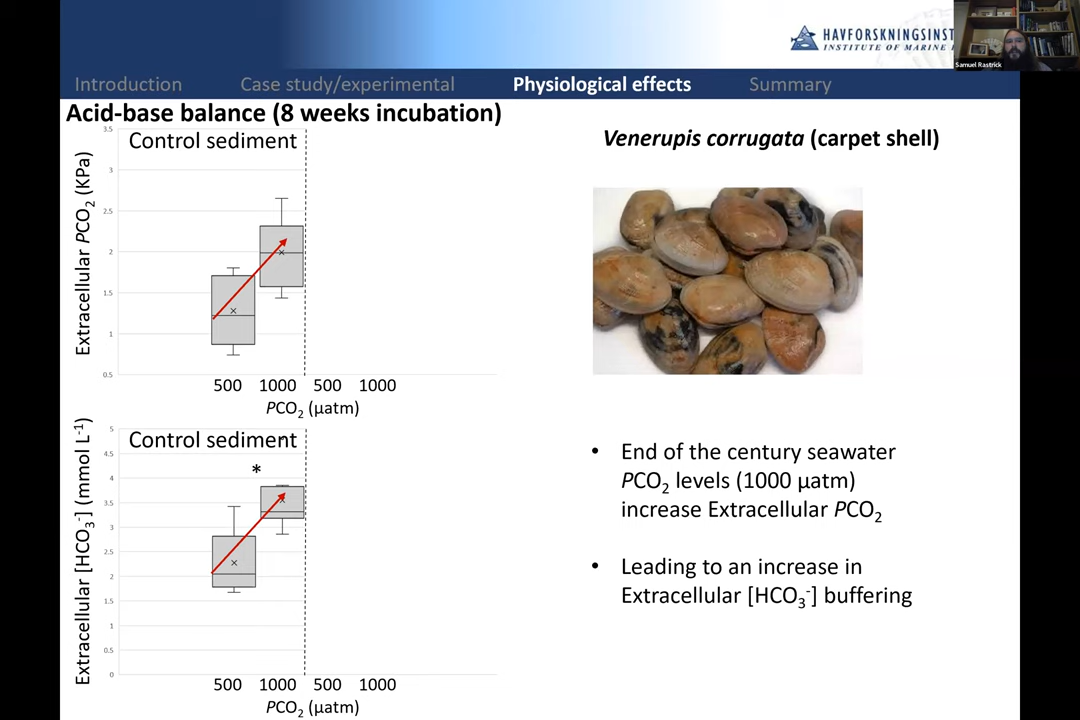 HAVFORSKNINGSINST
INSTITUTE OF MARINE
Samuel Rastrick
Introduction Case study/experimental Physiological effects Summary
Acid-base balance (8 weeks incubation)
Control sediment
Extracellular PCO₂ (KPa)
3.5
3
2.5
2
1.5
1
0.5
500 1000 500 1000
PCO₂ (µatm)
Control sediment
*
Extracellular [HCO₃⁻] (mmol L⁻¹)
5
4.5
4
3.5
3
2.5
2
1.5
1
0.5
0
500 1000 500 1000
PCO₂ (µatm)
Venerupis corrugata (carpet shell)
• End of the century seawater
PCO₂ levels (1000 µatm)
increase Extracellular PCO₂
• Leading to an increase in
Extracellular [HCO₃⁻] buffering